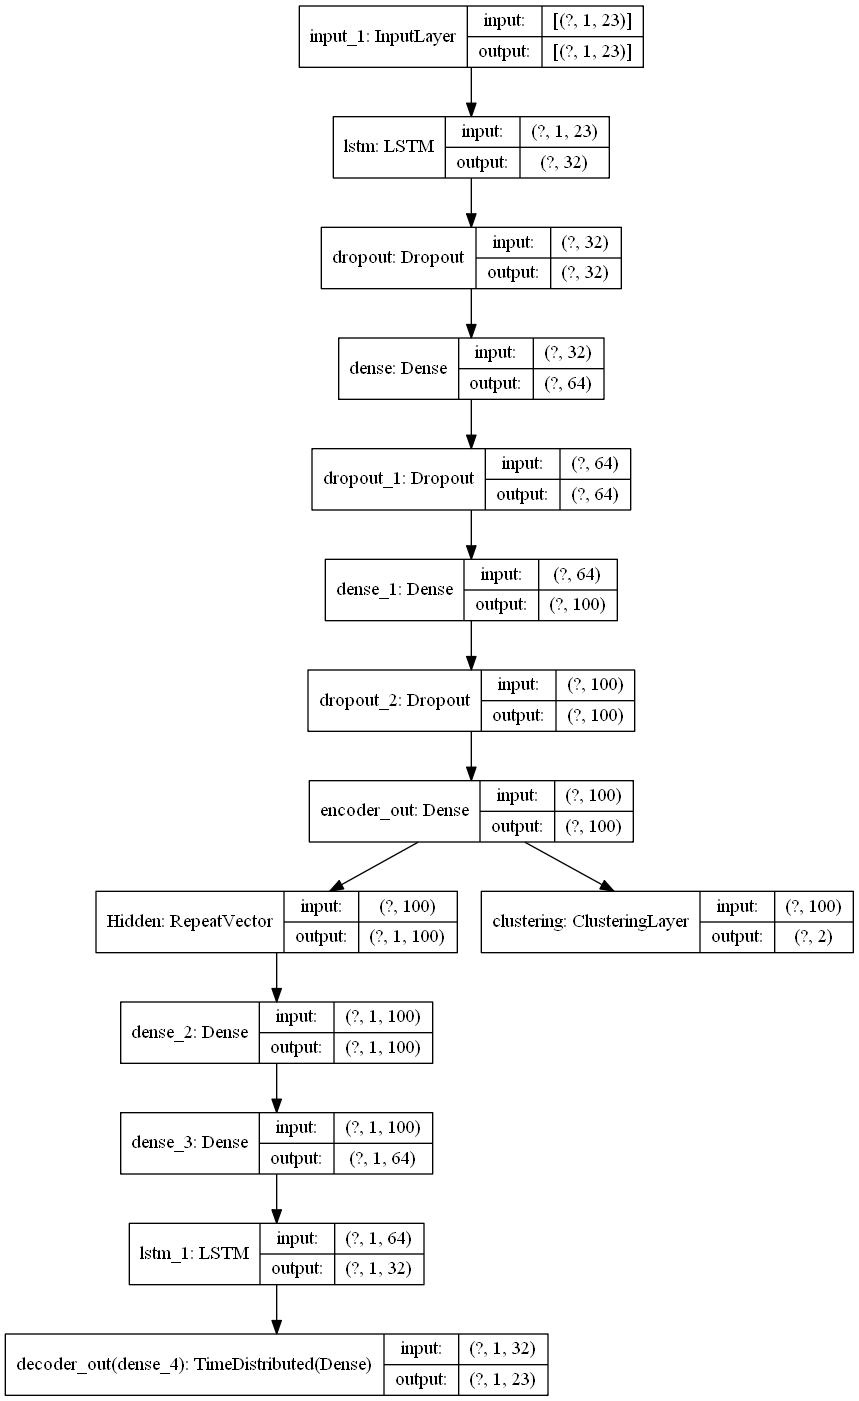 input_1: InputLayer
input: [(?, 1, 23)]
output: [(?, 1, 23)]
lstm: LSTM
input: (?, 1, 23)
output: (?, 32)
dropout: Dropout
input: (?, 32)
output: (?, 32)
dense: Dense
input: (?, 32)
output: (?, 64)
dropout_1: Dropout
input: (?, 64)
output: (?, 64)
dense_1: Dense
input: (?, 64)
output: (?, 100)
dropout_2: Dropout
input: (?, 100)
output: (?, 100)
encoder_out: Dense
input: (?, 100)
output: (?, 100)
Hidden: RepeatVector
input: (?, 100)
output: (?, 1, 100)
clustering: ClusteringLayer
input: (?, 100)
output: (?, 2)
dense_2: Dense
input: (?, 1, 100)
output: (?, 1, 100)
dense_3: Dense
input: (?, 1, 100)
output: (?, 1, 64)
lstm_1: LSTM
input: (?, 1, 64)
output: (?, 1, 32)
decoder_out(dense_4): TimeDistributed(Dense)
input: (?, 1, 32)
output: (?, 1, 23)